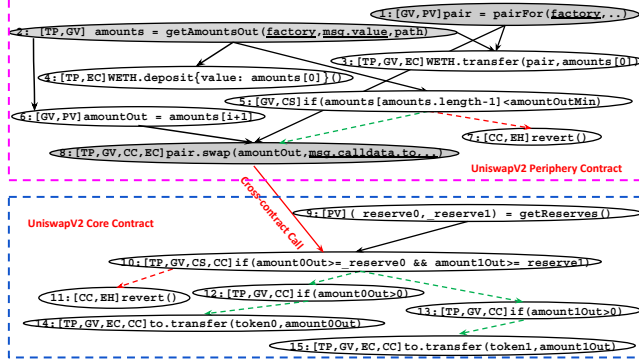 1:[GV,PV]pair = pairFor(factory,..)
2: [TP,GV] amounts = getAmountsOut(factory,msg.value,path)
3:[TP,GV,EC]WETH.transfer(pair,amounts[0])
4:[TP,EC]WETH.deposit{value: amounts[0]}()
5:[GV,CS]if(amounts[amounts.length-1]<amountOutMin)
6:[GV,PV]amountOut = amounts[i+1]
7:[CC,EH]revert()
8:[TP,GV,CC,EC]pair.swap(amountOut,msg.calldata.to,..)
UniswapV2 Periphery Contract
Cross-contract Call
UniswapV2 Core Contract
9:[PV](_reserve0,_reserve1) = getReserves()
10:[TP,GV,CS,CC]if(amount0Out>=_reserve0 && amount1Out>=_reserve1)
11:[CC,EH]revert()
12:[TP,GV,CC]if(amount0Out>0)
13:[TP,GV,CC]if(amount1Out>0)
14:[TP,GV,EC,CC]to.transfer(token0,amount0Out)
15:[TP,GV,EC,CC]to.transfer(token1,amount1Out)